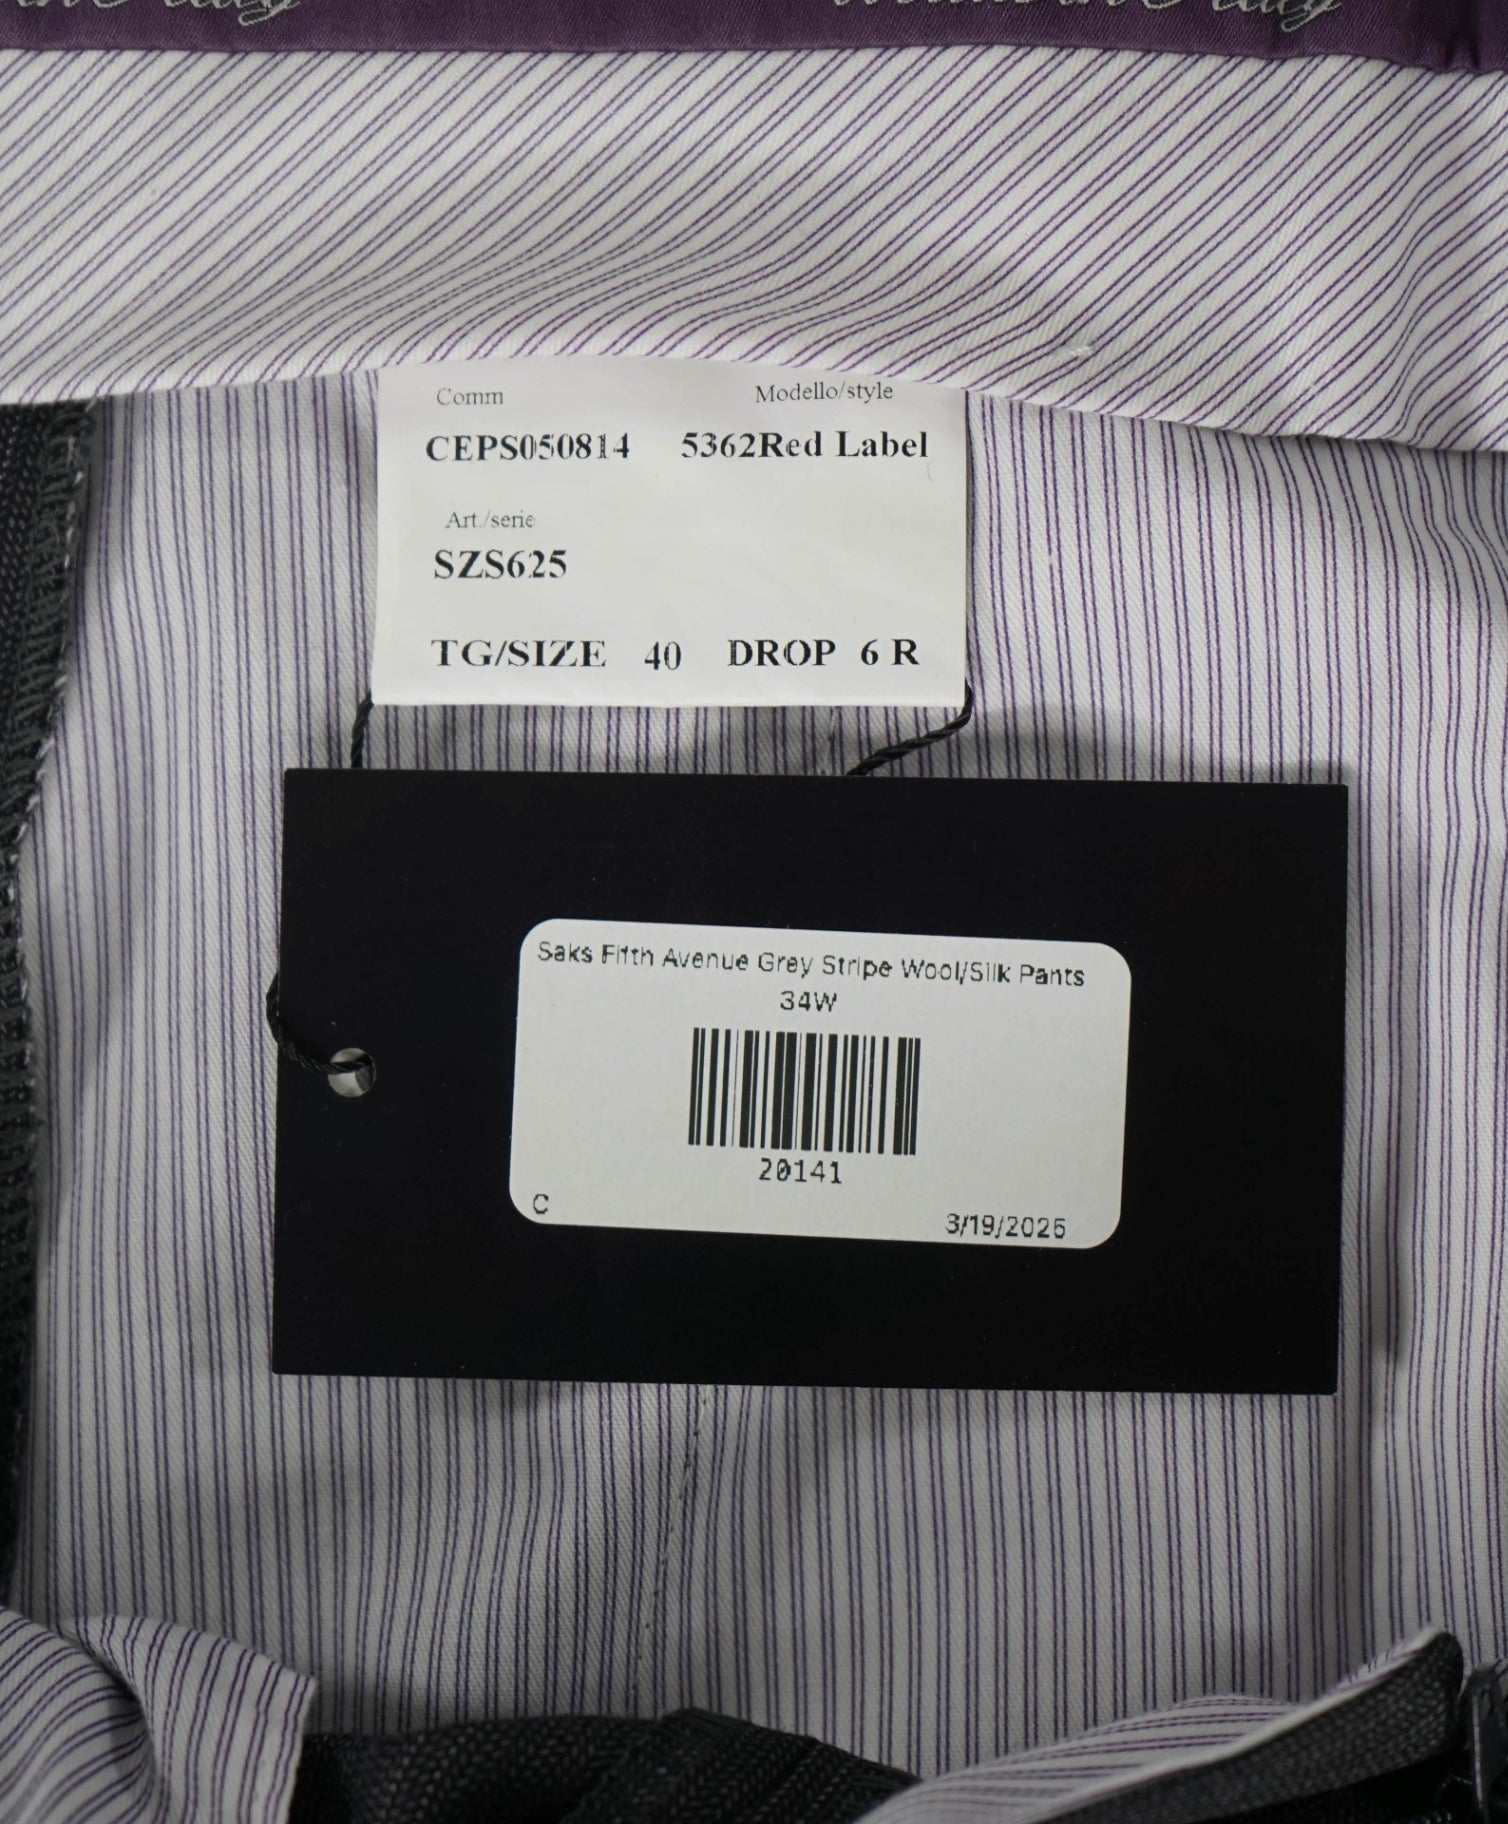 Comm Modello/style
CEPS050814 5362Red Label
Art./serie
SZS625
TG/SIZE 40 DROP 6 R
Saks Fifth Avenue Grey Stripe Wool/Silk Pants
34W
20141
C 3/19/2025